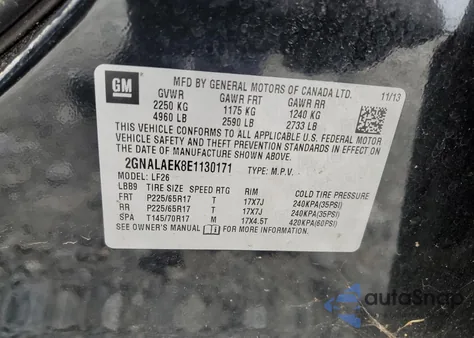 GM
MFD BY GENERAL MOTORS OF CANADA LTD. 11/13
GVWR GAWR FRT GAWR RR
2250 KG 1175 KG 1240 KG
4960 LB 2590 LB 2733 LB
THIS VEHICLE CONFORMS TO ALL APPLICABLE U.S. FEDERAL MOTOR
VEHICLE SAFETY, BUMPER, AND THEFT PREVENTION STANDARDS IN
EFFECT ON THE DATE OF MANUFACTURE SHOWN ABOVE.
2GNALAEK8E1130171 TYPE: M.P.V.
MODEL: LF26
LBB9 TIRE SIZE SPEED RTG RIM COLD TIRE PRESSURE
FRT P225/65R17 T 17X7J 240KPA(35PSI)
RR P225/65R17 T 17X7J 240KPA(35PSI)
SPA T145/70R17 M 17X4.5T 420KPA(60PSI)
SEE OWNER'S MANUAL FOR ADDITIONAL INFORMATION
autoSnap